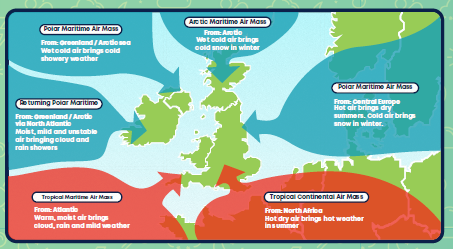 Polar Maritime Air Mass
From: Greenland / Arctic sea
Wet cold air brings cold
showery weather
Arctic Maritime Air Mass
From: Arctic
Wet cold air brings
cold snow in winter
Polar Maritime Air Mass
From: Central Europe
Hot air brings dry
summers. Cold air brings
snow in winter.
Returning Polar Maritime
From: Greenland / Arctic
via North Atlantic
Moist, mild and unstable
air bringing cloud and
rain showers
Tropical Maritime Air Mass
From: Atlantic
Warm, moist air brings
cloud, rain and mild weather
Tropical Continental Air Mass
From: North Africa
Hot dry air brings hot weather
in summer